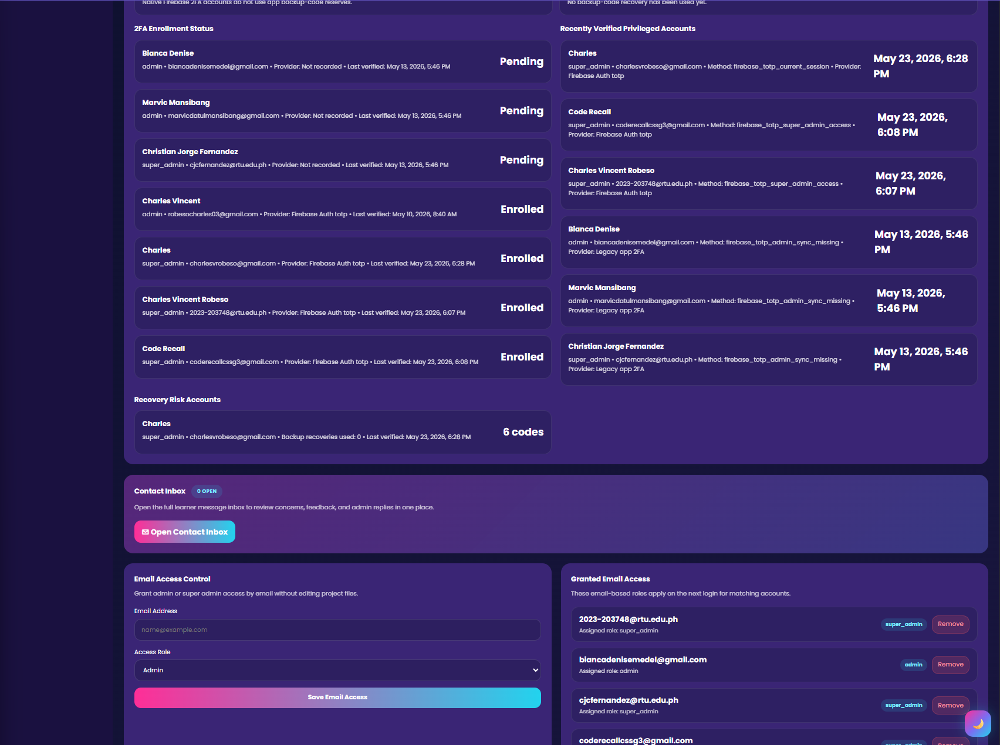 Native Firebase 2FA accounts do not use app backup-code reserves.
No backup-code recovery has been used yet.
2FA Enrollment Status
Bianca Denise
admin • biancadenisemedel@gmail.com • Provider: Not recorded • Last verified: May 13, 2026, 5:46 PM
Pending
Marvic Mansibang
admin • marvicdatulmansibang@gmail.com • Provider: Not recorded • Last verified: May 13, 2026, 5:46 PM
Pending
Christian Jorge Fernandez
super_admin • cjcfernandez@rtu.edu.ph • Provider: Not recorded • Last verified: May 13, 2026, 5:46 PM
Pending
Charles Vincent
admin • robesocharles03@gmail.com • Provider: Firebase Auth totp • Last verified: May 10, 2026, 8:40 AM
Enrolled
Charles
super_admin • charlesvrobeso@gmail.com • Provider: Firebase Auth totp • Last verified: May 23, 2026, 6:28 PM
Enrolled
Charles Vincent Robeso
super_admin • 2023-203748@rtu.edu.ph • Provider: Firebase Auth totp • Last verified: May 23, 2026, 6:07 PM
Enrolled
Code Recall
super_admin • coderecallcssg3@gmail.com • Provider: Firebase Auth totp • Last verified: May 23, 2026, 6:08 PM
Enrolled
Recently Verified Privileged Accounts
Charles
super_admin • charlesvrobeso@gmail.com • Method: firebase_totp_current_session • Provider:
Firebase Auth totp
May 23, 2026, 6:28
PM
Code Recall
super_admin • coderecallcssg3@gmail.com • Method: firebase_totp_super_admin_access •
Provider: Firebase Auth totp
May 23, 2026,
6:08 PM
Charles Vincent Robeso
super_admin • 2023-203748@rtu.edu.ph • Method: firebase_totp_super_admin_access •
Provider: Firebase Auth totp
May 23, 2026,
6:07 PM
Bianca Denise
admin • biancadenisemedel@gmail.com • Method: firebase_totp_admin_sync_missing •
Provider: Legacy app 2FA
May 13, 2026, 5:46
PM
Marvic Mansibang
admin • marvicdatulmansibang@gmail.com • Method: firebase_totp_admin_sync_missing •
Provider: Legacy app 2FA
May 13, 2026,
5:46 PM
Christian Jorge Fernandez
super_admin • cjcfernandez@rtu.edu.ph • Method: firebase_totp_admin_sync_missing •
Provider: Legacy app 2FA
May 13, 2026, 5:46
PM
Recovery Risk Accounts
Charles
super_admin • charlesvrobeso@gmail.com • Backup recoveries used: 0 • Last verified: May 23, 2026, 6:28 PM
6 codes
Contact Inbox
0 OPEN
Open the full learner message inbox to review concerns, feedback, and admin replies in one place.
Open Contact Inbox
Email Access Control
Grant admin or super admin access by email without editing project files.
Email Address
name@example.com
Access Role
Admin
Save Email Access
Granted Email Access
These email-based roles apply on the next login for matching accounts.
2023-203748@rtu.edu.ph
Assigned role: super_admin
super_admin
Remove
biancadenisemedel@gmail.com
Assigned role: admin
admin
Remove
cjcfernandez@rtu.edu.ph
Assigned role: super_admin
super_admin
Remove
coderecallcssg3@gmail.com
super_admin
Remove